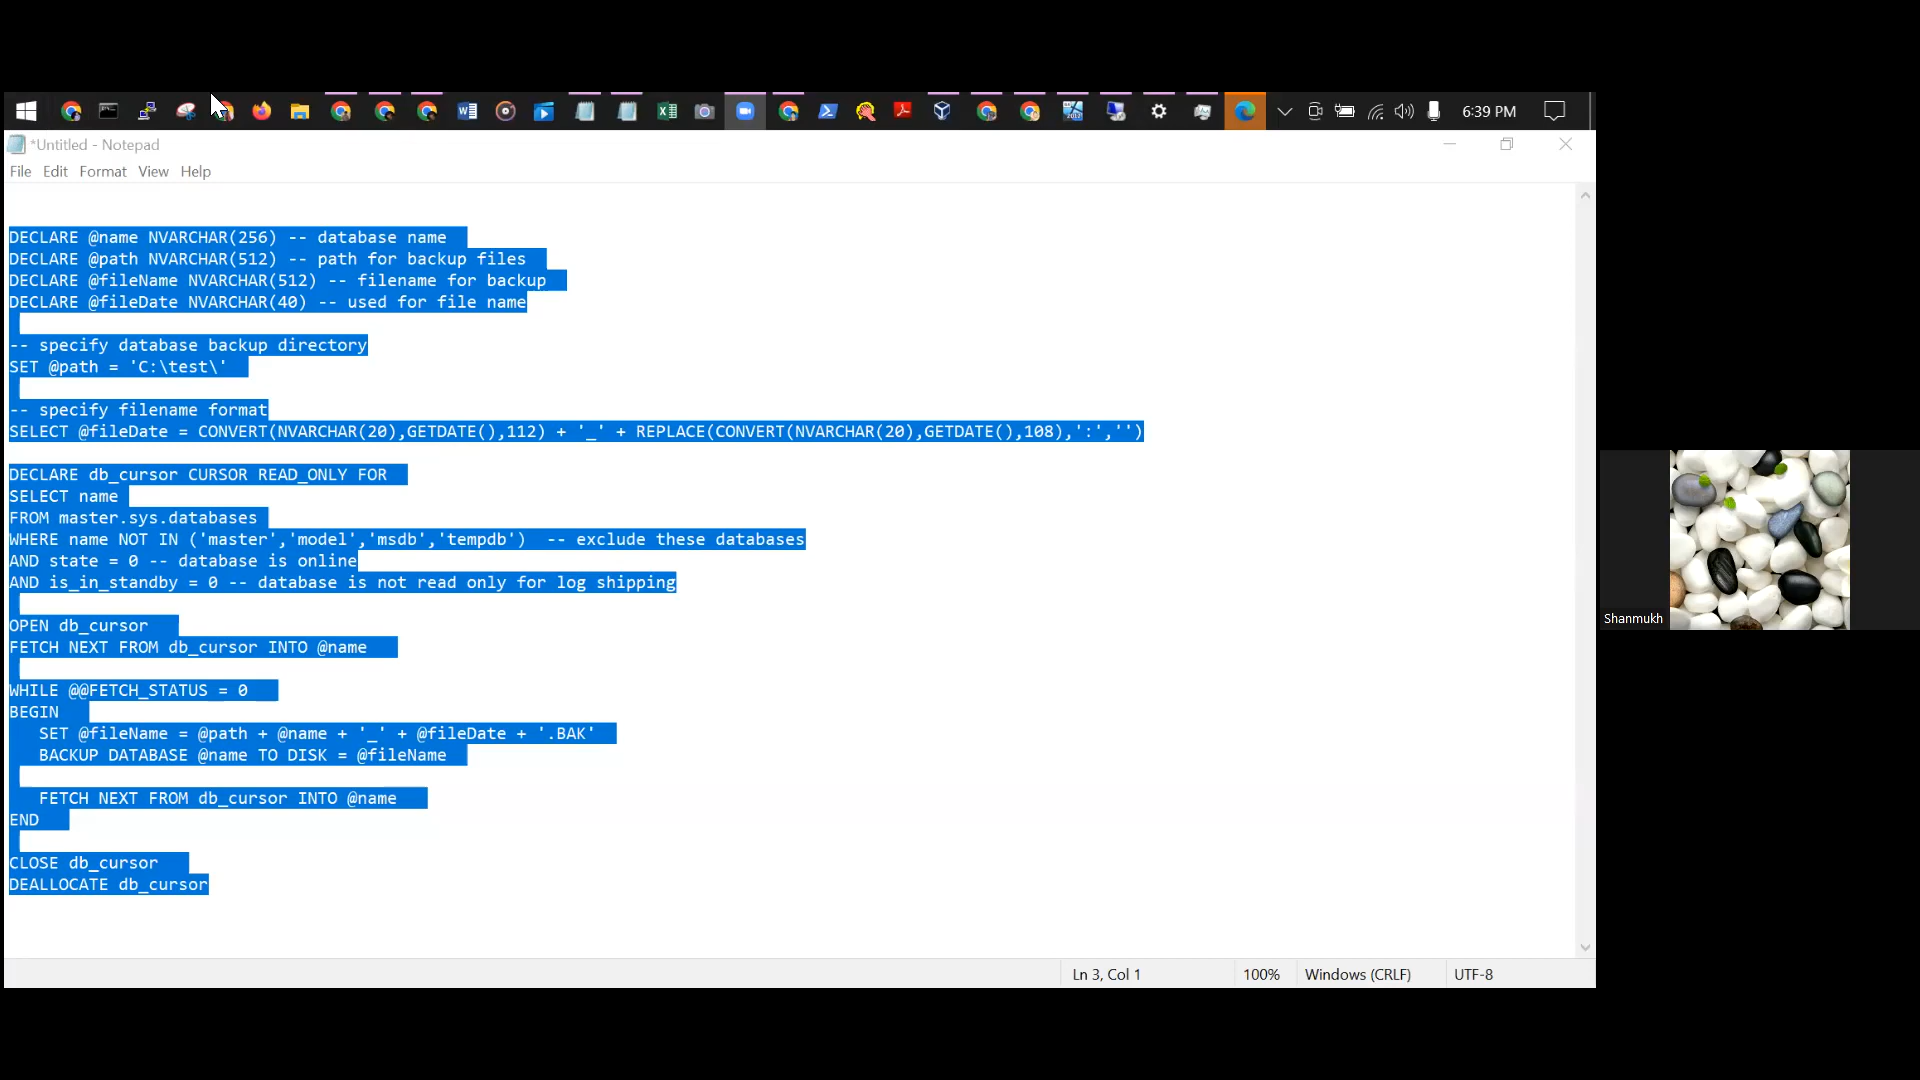 6:39 PM
*Untitled - Notepad
File Edit Format View Help
DECLARE @name NVARCHAR(256) -- database name
DECLARE @path NVARCHAR(512) -- path for backup files
DECLARE @fileName NVARCHAR(512) -- filename for backup
DECLARE @fileDate NVARCHAR(40) -- used for file name
-- specify database backup directory
SET @path = 'C:\test\'
-- specify filename format
SELECT @fileDate = CONVERT(NVARCHAR(20),GETDATE(),112) + '_' + REPLACE(CONVERT(NVARCHAR(20),GETDATE(),108),':','')
DECLARE db_cursor CURSOR READ_ONLY FOR
SELECT name
FROM master.sys.databases
WHERE name NOT IN ('master','model','msdb','tempdb')  -- exclude these databases
AND state = 0 -- database is online
AND is_in_standby = 0 -- database is not read only for log shipping
OPEN db_cursor
FETCH NEXT FROM db_cursor INTO @name
WHILE @@FETCH_STATUS = 0
BEGIN
   SET @fileName = @path + @name + '_' + @fileDate + '.BAK'
   BACKUP DATABASE @name TO DISK = @fileName
   FETCH NEXT FROM db_cursor INTO @name
END
CLOSE db_cursor
DEALLOCATE db_cursor
Shanmukh
Ln 3, Col 1 100% Windows (CRLF) UTF-8